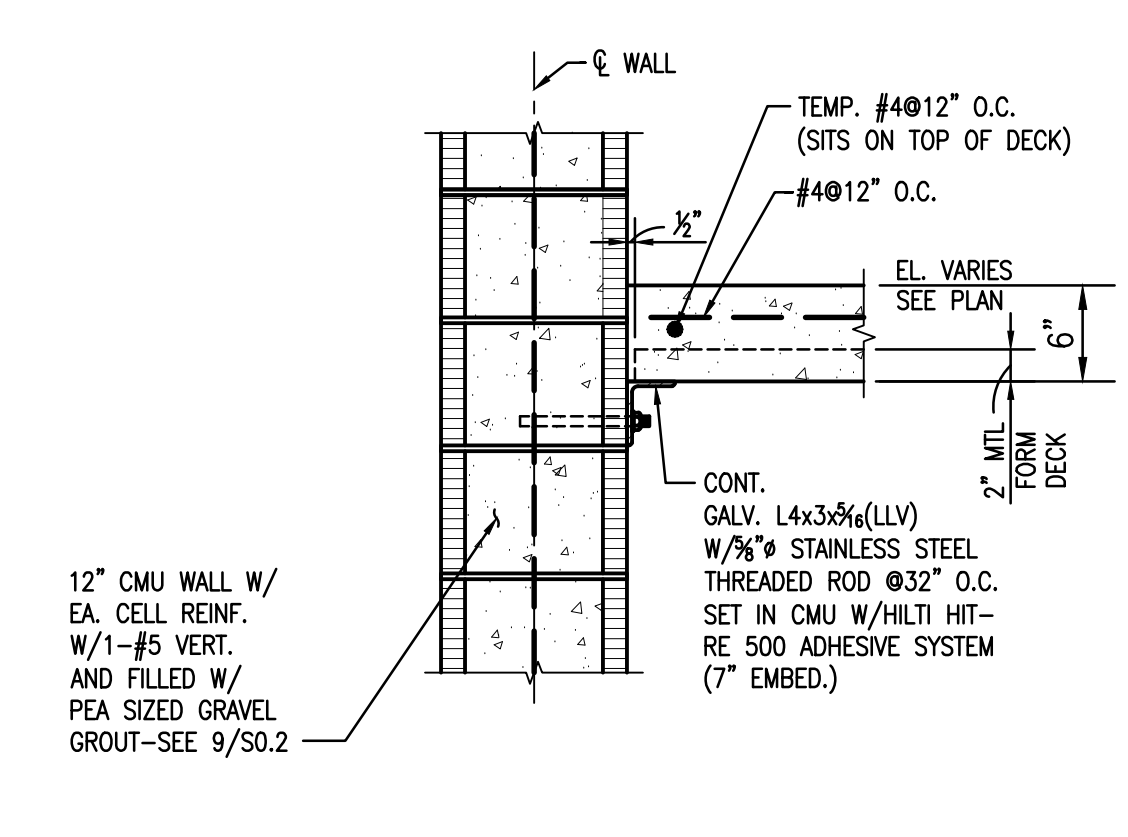 ℄ WALL
TEMP. #4@12" O.C.
(SITS ON TOP OF DECK)
#4@12" O.C.
½"
EL. VARIES
SEE PLAN
6"
2" MTL
FORM
DECK
CONT.
GALV. L4x3x5/16(LLV)
W/5/8"ø STAINLESS STEEL
THREADED ROD @32" O.C.
SET IN CMU W/HILTI HIT-
RE 500 ADHESIVE SYSTEM
(7" EMBED.)
12" CMU WALL W/
EA. CELL REINF.
W/1-#5 VERT.
AND FILLED W/
PEA SIZED GRAVEL
GROUT-SEE 9/S0.2